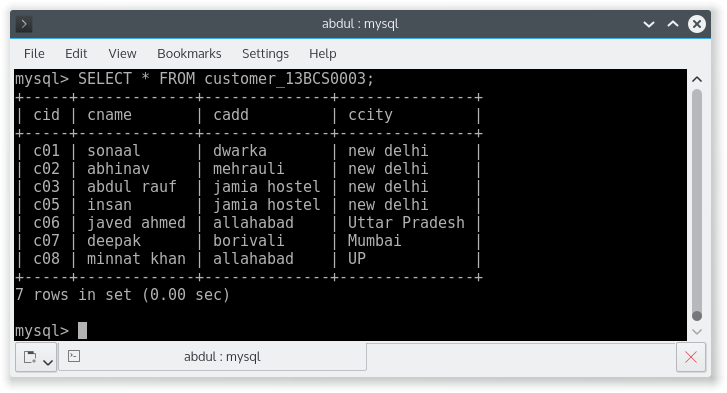 abdul : mysql
File Edit View Bookmarks Settings Help
mysql> SELECT * FROM customer_13BCS0003;
+-----+-------------+--------------+---------------+
| cid | cname       | cadd         | ccity         |
+-----+-------------+--------------+---------------+
| c01 | sonaal      | dwarka       | new delhi     |
| c02 | abhinav     | mehrauli     | new delhi     |
| c03 | abdul rauf  | jamia hostel | new delhi     |
| c05 | insan       | jamia hostel | new delhi     |
| c06 | javed ahmed | allahabad    | Uttar Pradesh |
| c07 | deepak      | borivali     | Mumbai        |
| c08 | minnat khan | allahabad    | UP            |
+-----+-------------+--------------+---------------+
7 rows in set (0.00 sec)
mysql>
abdul : mysql